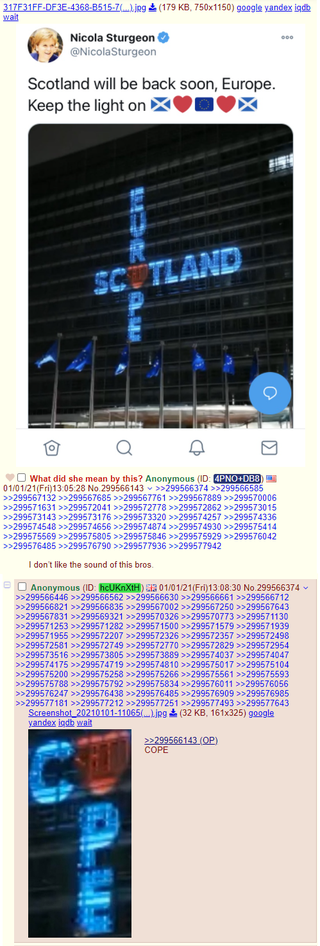 317F31FF-DF3E-4368-B515-7(...).jpg (179 KB, 750x1150) google yandex iqdb
wait
Nicola Sturgeon
@NicolaSturgeon
Scotland will be back soon, Europe.
Keep the light on 🏴󠁧󠁢󠁳󠁣󠁴󠁿❤️🇪🇺❤️🏴󠁧󠁢󠁳󠁣󠁴󠁿
EUROPE
SCOTLAND
What did she mean by this? Anonymous (ID: 4PNO+DB8)
01/01/21(Fri)13:05:28 No.299566143 >>299566374 >>299566585
>>299567132 >>299567685 >>299567761 >>299567889 >>299570006
>>299571631 >>299572041 >>299572778 >>299572862 >>299573015
>>299573143 >>299573176 >>299573320 >>299574257 >>299574336
>>299574548 >>299574656 >>299574874 >>299574930 >>299575414
>>299575569 >>299575805 >>299575846 >>299575929 >>299576042
>>299576485 >>299576790 >>299577936 >>299577942
I don't like the sound of this bros.
Anonymous (ID: hcUKnXtH) 01/01/21(Fri)13:08:30 No.299566374
>>299566446 >>299566562 >>299566630 >>299566661 >>299566712
>>299566821 >>299566835 >>299567002 >>299567250 >>299567643
>>299567831 >>299569321 >>299570326 >>299570773 >>299571130
>>299571253 >>299571282 >>299571500 >>299571579 >>299571939
>>299571955 >>299572207 >>299572326 >>299572357 >>299572498
>>299572581 >>299572749 >>299572770 >>299572829 >>299572954
>>299573516 >>299573805 >>299573889 >>299574037 >>299574047
>>299574175 >>299574719 >>299574810 >>299575017 >>299575104
>>299575200 >>299575258 >>299575266 >>299575561 >>299575593
>>299575788 >>299575792 >>299575834 >>299576011 >>299576056
>>299576247 >>299576438 >>299576485 >>299576909 >>299576985
>>299577181 >>299577212 >>299577251 >>299577493 >>299577643
Screenshot_20210101-11065(...).jpg (32 KB, 161x325) google
yandex iqdb wait
>>299566143 (OP)
COPE
COPE